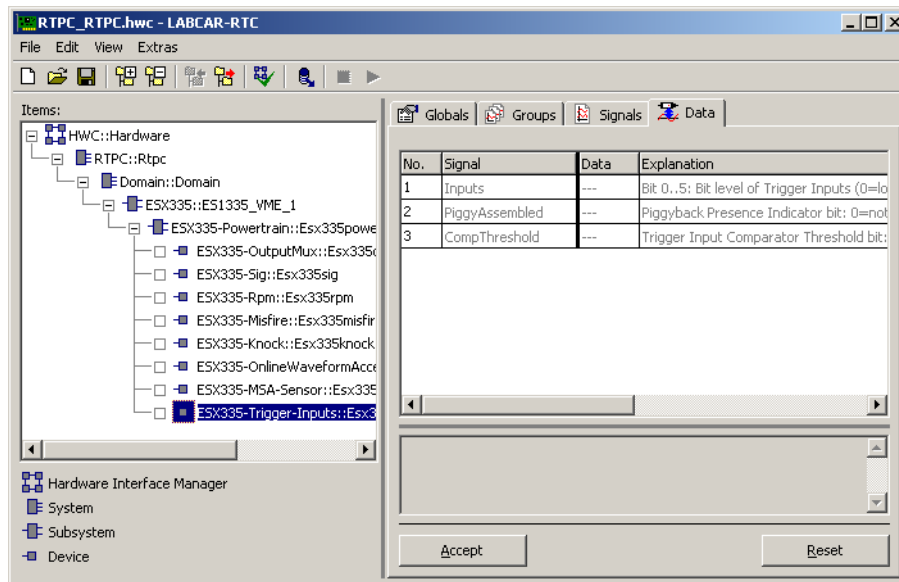 RTPC_RTPC.hwc - LABCAR-RTC
File Edit View Extras
Items:
HWC::Hardware
RTPC::Rtpc
Domain::Domain
ESX335::ES1335_VME_1
ESX335-Powertrain::Esx335powe
ESX335-OutputMux::Esx335o
ESX335-Sig::Esx335sig
ESX335-Rpm::Esx335rpm
ESX335-Misfire::Esx335misfir
ESX335-Knock::Esx335knock
ESX335-OnlineWaveformAcce
ESX335-MSA-Sensor::Esx335
ESX335-Trigger-Inputs::Esx3
Hardware Interface Manager
System
Subsystem
Device
Globals Groups Signals Data
No. Signal Data Explanation
1 Inputs --- Bit 0..5: Bit level of Trigger Inputs (0=lo
2 PiggyAssembled --- Piggyback Presence Indicator bit: 0=not
3 CompThreshold --- Trigger Input Comparator Threshold bit:
Accept Reset